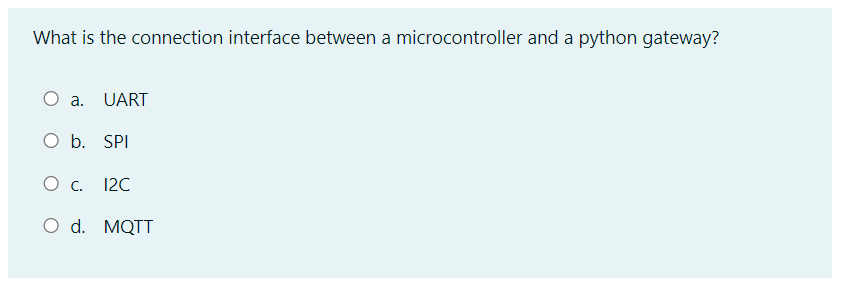 What is the connection interface between a microcontroller and a python gateway?
a. UART
b. SPI
c. I2C
d. MQTT